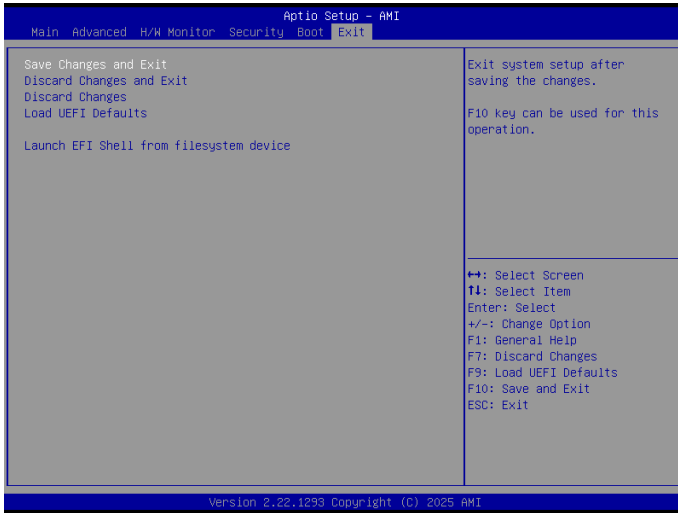 Aptio Setup - AMI
Main Advanced H/W Monitor Security Boot Exit
Save Changes and Exit
Discard Changes and Exit
Discard Changes
Load UEFI Defaults
Launch EFI Shell from filesystem device
Exit system setup after
saving the changes.
F10 key can be used for this
operation.
↔: Select Screen
↑↓: Select Item
Enter: Select
+/-: Change Option
F1: General Help
F7: Discard Changes
F9: Load UEFI Defaults
F10: Save and Exit
ESC: Exit
Version 2.22.1293 Copyright (C) 2025 AMI